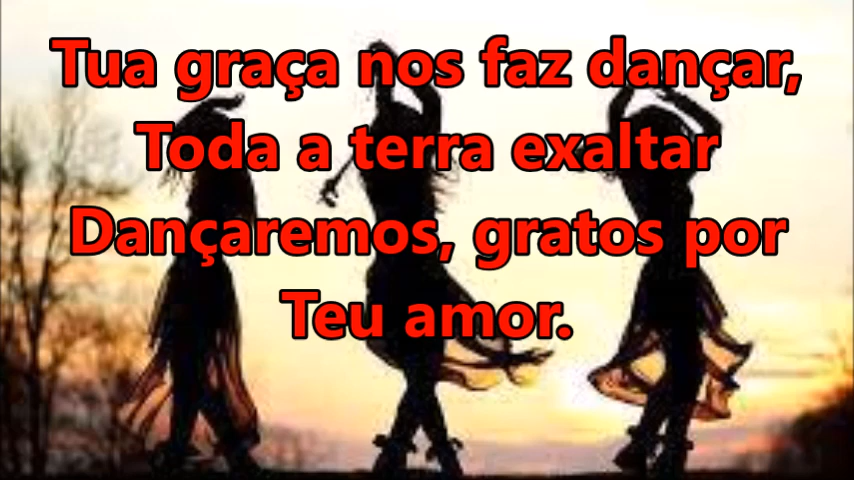 Tua graça nos faz dançar,
Toda a terra exaltar
Dançaremos, gratos por
Teu amor.